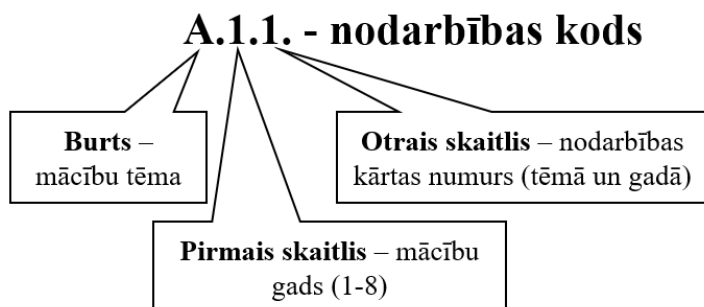 A.1.1. - nodarbības kods
Burts –
mācību tēma
Otrais skaitlis – nodarbības
kārtas numurs (tēmā un gadā)
Pirmais skaitlis – mācību
gads (1-8)